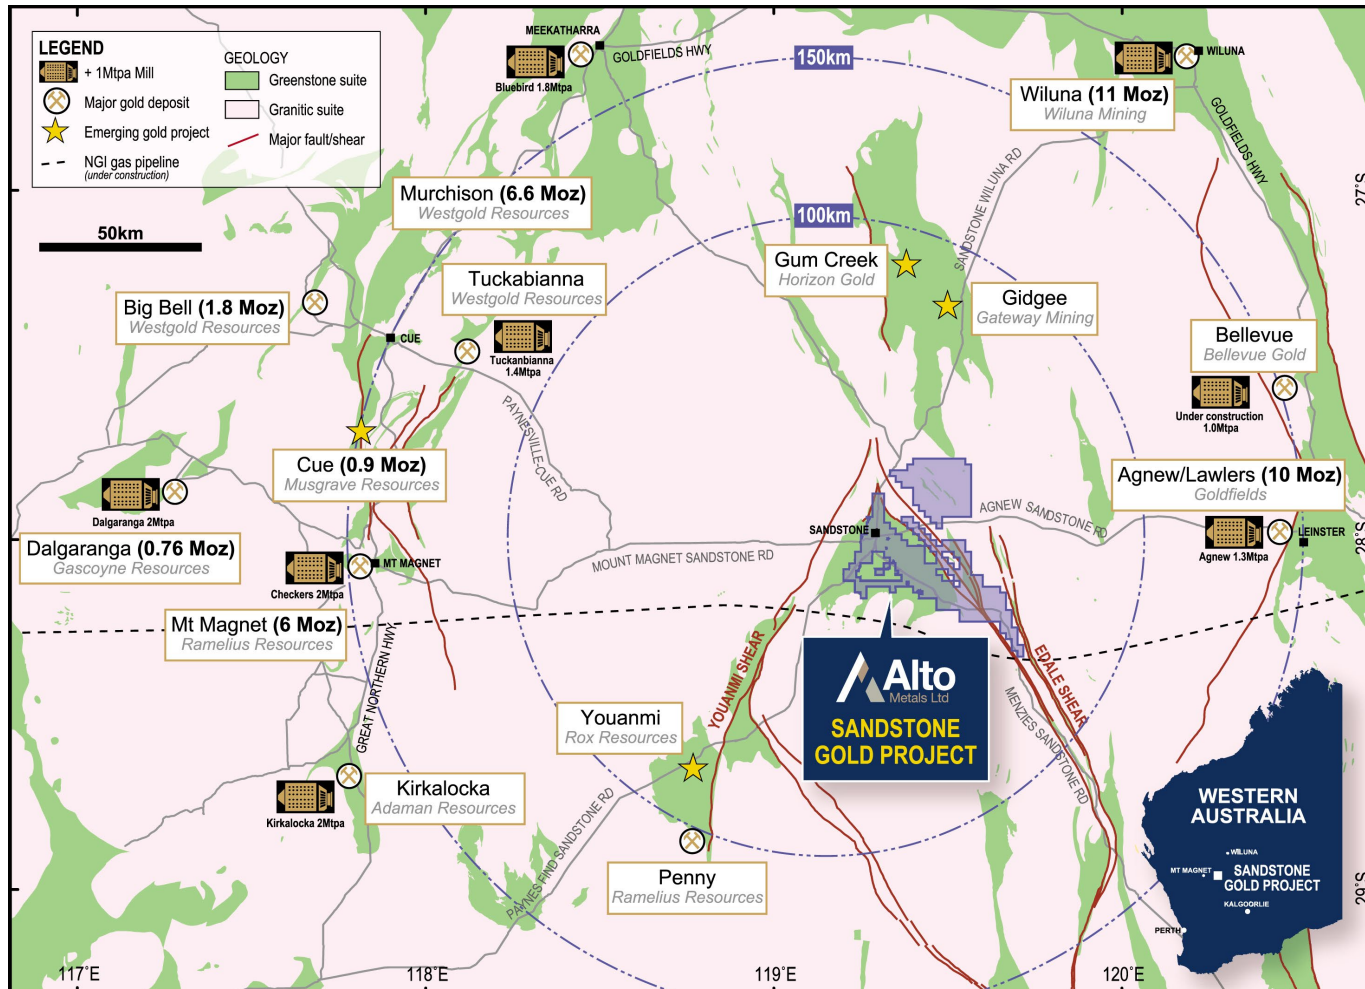 LEGEND
+ 1Mtpa Mill
Major gold deposit
Emerging gold project
NGI gas pipeline
(under construction)
GEOLOGY
Greenstone suite
Granitic suite
Major fault/shear
50km
MEEKATHARRA
Bluebird 1.8Mtpa
GOLDFIELDS HWY
150km
WILUNA
Wiluna (11 Moz)
Wiluna Mining
GOLDFIELDS HWY
27°S
Murchison (6.6 Moz)
Westgold Resources
100km
SANDSTONE WILUNA RD
Gum Creek
Horizon Gold
Gidgee
Gateway Mining
Tuckabianna
Westgold Resources
Tuckanbianna
1.4Mtpa
Big Bell (1.8 Moz)
Westgold Resources
CUE
PAYNESVILLE-CUE RD
Bellevue
Bellevue Gold
Under construction
1.0Mtpa
Cue (0.9 Moz)
Musgrave Resources
Agnew/Lawlers (10 Moz)
Goldfields
Agnew 1.3Mtpa
LEINSTER
28°S
Dalgaranga 2Mtpa
Dalgaranga (0.76 Moz)
Gascoyne Resources
SANDSTONE
AGNEW SANDSTONE RD
MOUNT MAGNET SANDSTONE RD
MT MAGNET
Checkers 2Mtpa
Mt Magnet (6 Moz)
Ramelius Resources
GREAT NORTHERN HWY
YOUANMI SHEAR
EDALE SHEAR
MENZIES SANDSTONE RD
Alto
Metals Ltd
SANDSTONE
GOLD PROJECT
Youanmi
Rox Resources
Kirkalocka
Adaman Resources
Kirkalocka 2Mtpa
PAYNES FIND SANDSTONE RD
Penny
Ramelius Resources
WESTERN
AUSTRALIA
WILUNA
MT MAGNET
SANDSTONE
GOLD PROJECT
KALGOORLIE
PERTH
29°S
117°E
118°E
119°E
120°E